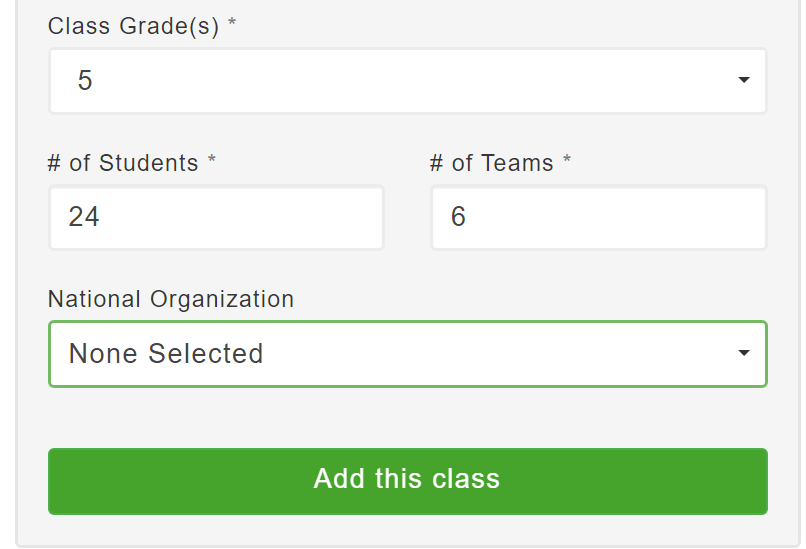 Class Grade(s) *
5
# of Students *
# of Teams *
24
6
National Organization
None Selected
Add this class